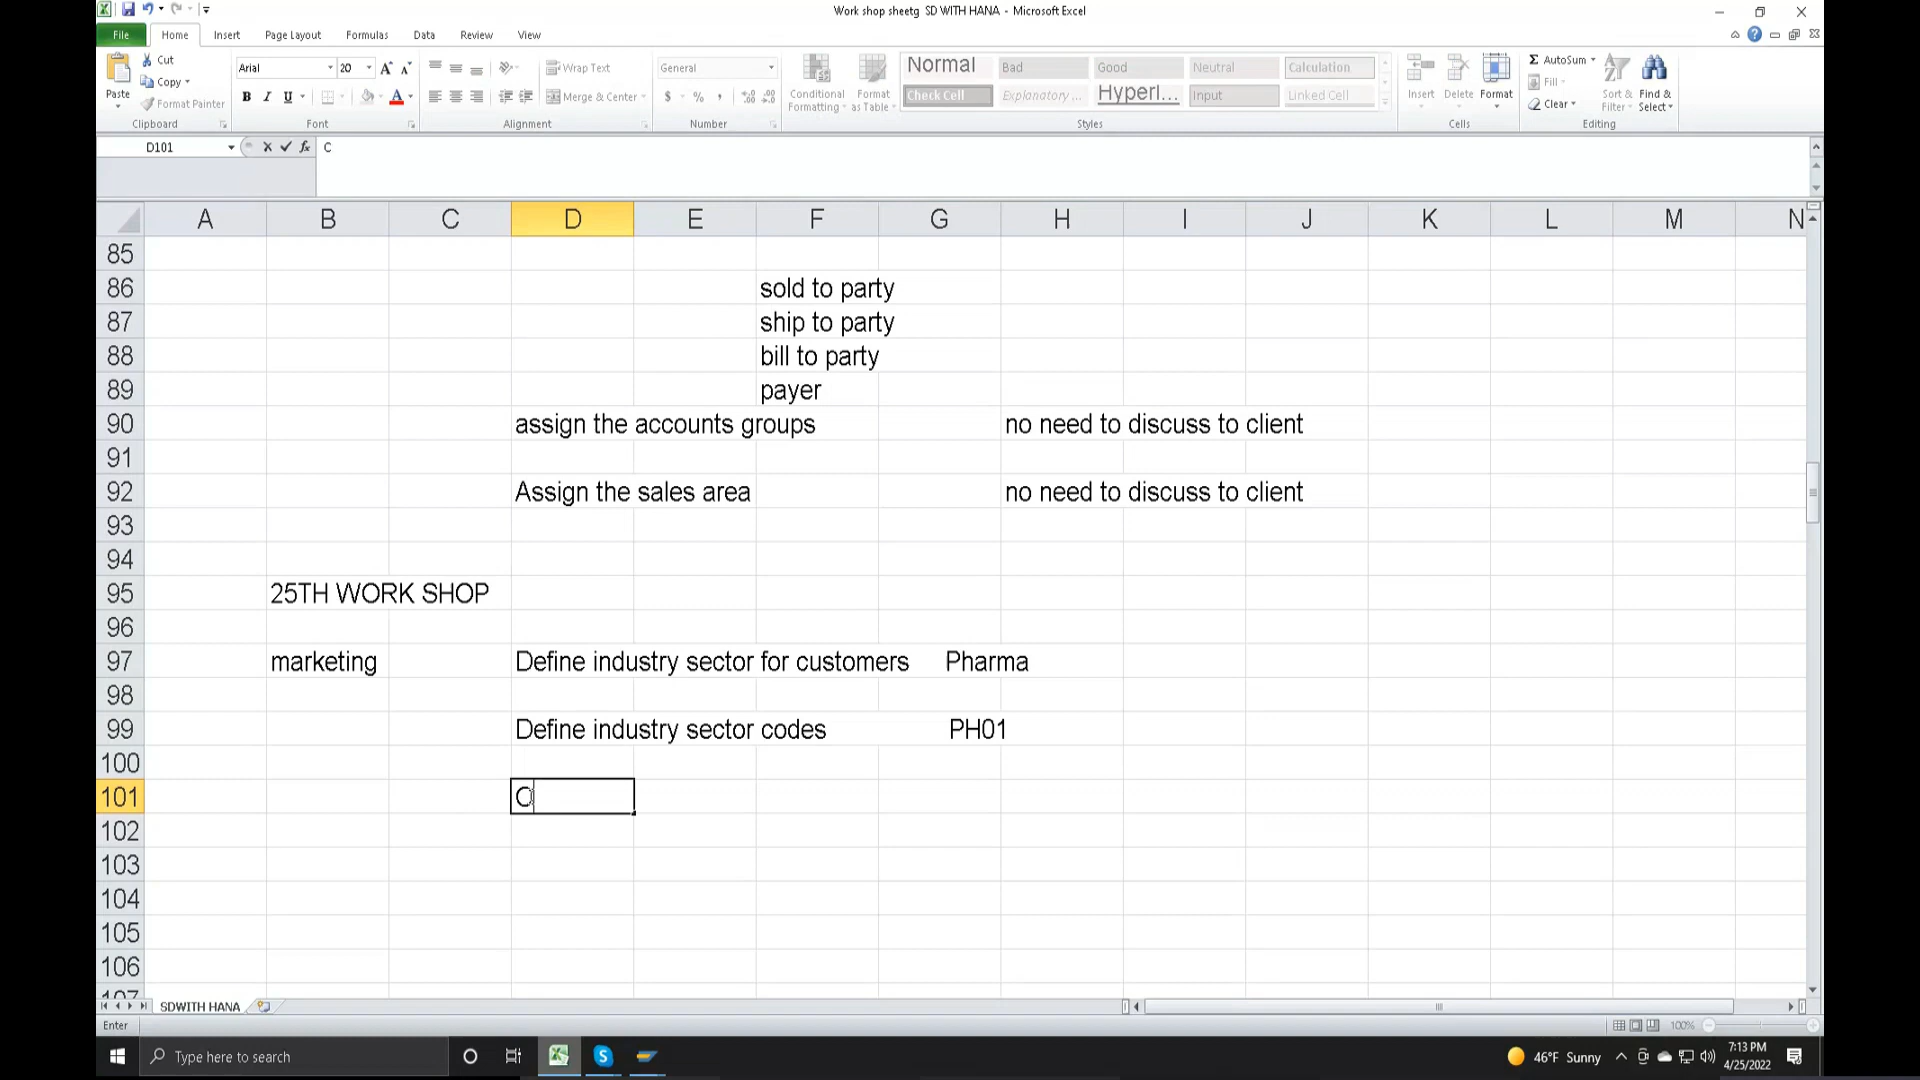 Work shop sheetg  SD WITH HANA - Microsoft Excel
File Home Insert Page Layout Formulas Data Review View
Paste Cut Copy Format Painter Clipboard
Arial 20 B I U Font
Wrap Text Merge & Center Alignment
General $ % , Number
Conditional Formatting Format as Table
Normal Bad Good Neutral Calculation
Check Cell Explanatory ... Hyperl... Input Linked Cell
Styles
Insert Delete Format Cells
Σ AutoSum Fill Clear Sort & Filter Find & Select Editing
D101 fx C
A B C D E F G H I J K L M N
85
86 sold to party
87 ship to party
88 bill to party
89 payer
90 assign the accounts groups no need to discuss to client
91
92 Assign the sales area no need to discuss to client
93
94
95 25TH WORK SHOP
96
97 marketing Define industry sector for customers Pharma
98
99 Define industry sector codes PH01
100
101 C
102
103
104
105
106
107
SDWITH HANA
Enter 100%
Type here to search 46°F Sunny 7:13 PM
4/25/2022